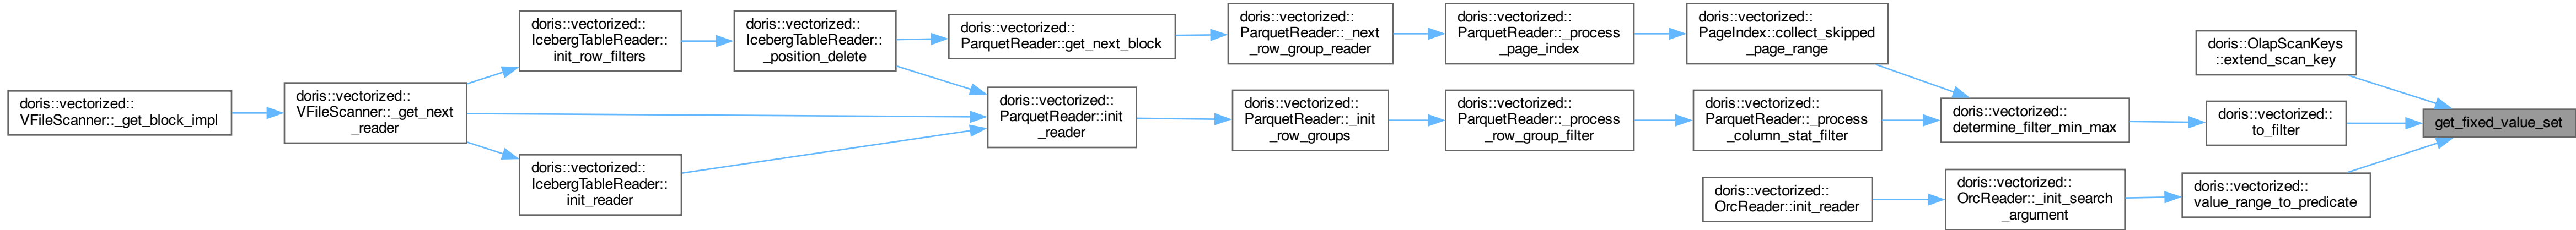 doris::vectorized::
VFileScanner::_get_block_impl
doris::vectorized::
VFileScanner::_get_next
_reader
doris::vectorized::
IcebergTableReader::
init_row_filters
doris::vectorized::
IcebergTableReader::
init_reader
doris::vectorized::
IcebergTableReader::
_position_delete
doris::vectorized::
ParquetReader::get_next_block
doris::vectorized::
ParquetReader::init
_reader
doris::vectorized::
ParquetReader::_next
_row_group_reader
doris::vectorized::
ParquetReader::_init
_row_groups
doris::vectorized::
ParquetReader::_process
_page_index
doris::vectorized::
ParquetReader::_process
_row_group_filter
doris::vectorized::
PageIndex::collect_skipped
_page_range
doris::vectorized::
ParquetReader::_process
_column_stat_filter
doris::vectorized::
OrcReader::init_reader
doris::vectorized::
determine_filter_min_max
doris::vectorized::
OrcReader::_init_search
_argument
doris::OlapScanKeys
::extend_scan_key
doris::vectorized::
to_filter
doris::vectorized::
value_range_to_predicate
get_fixed_value_set